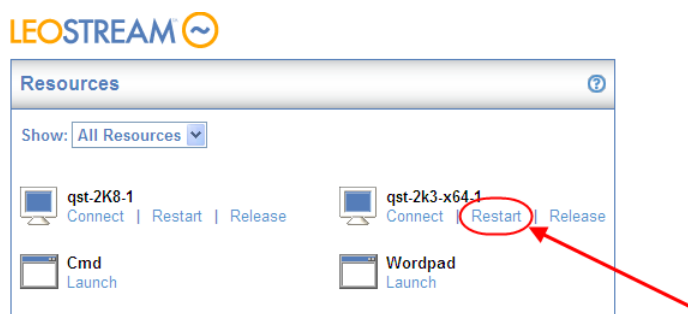 LEOSTREAM
Resources
Show: All Resources
qst-2K8-1
Connect | Restart | Release
qst-2k3-x64-1
Connect | Restart | Release
Cmd
Launch
Wordpad
Launch